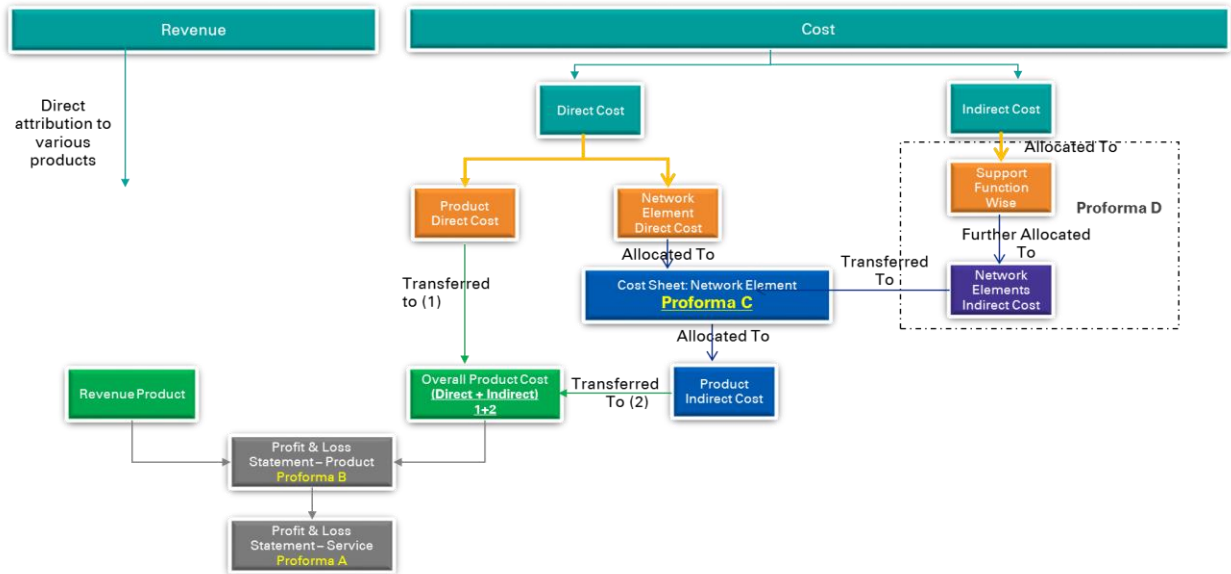 Revenue
Cost
Direct
attribution to
various
products
Direct Cost
Indirect Cost
Allocated To
Product
Direct Cost
Network
Element
Direct Cost
Support
Function
Wise
Proforma D
Allocated To
Further Allocated
To
Transferred
to (1)
Cost Sheet: Network Element
Proforma C
Transferred
To
Network
Elements
Indirect Cost
Allocated To
Revenue Product
Overall Product Cost
(Direct + Indirect)
1+2
Transferred
To (2)
Product
Indirect Cost
Profit & Loss
Statement – Product
Proforma B
Profit & Loss
Statement – Service
Proforma A